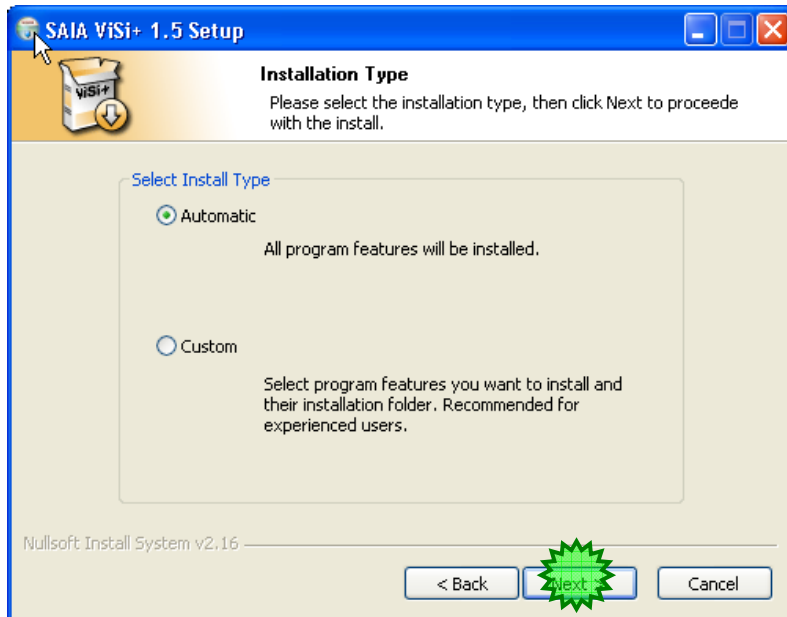 SAIA ViSi+ 1.5 Setup
ViSi+
Installation Type
Please select the installation type, then click Next to proceede
with the install.
Select Install Type
Automatic
All program features will be installed.
Custom
Select program features you want to install and
their installation folder. Recommended for
experienced users.
Nullsoft Install System v2.16
< Back
Next >
Cancel